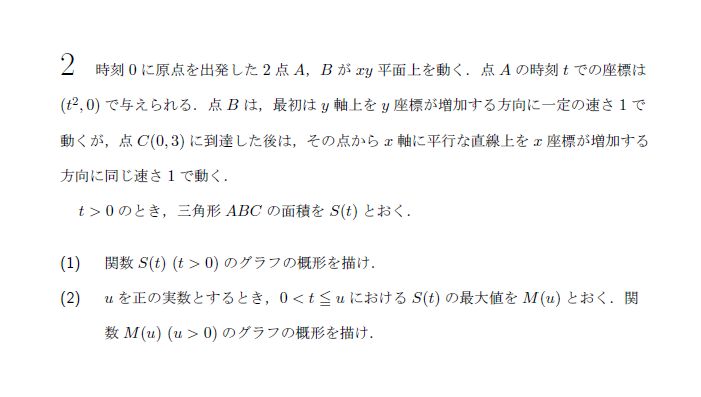 2 時刻 0 に原点を出発した 2 点 A，B が xy 平面上を動く．点 A の時刻 t での座標は
(t², 0) で与えられる．点 B は，最初は y 軸上を y 座標が増加する方向に一定の速さ 1 で
動くが，点 C(0, 3) に到達した後は，その点から x 軸に平行な直線上を x 座標が増加する
方向に同じ速さ 1 で動く．
t > 0 のとき，三角形 ABC の面積を S(t) とおく．
(1) 関数 S(t) (t > 0) のグラフの概形を描け．
(2) u を正の実数とするとき，0 < t ≦ u における S(t) の最大値を M(u) とおく．関
数 M(u) (u > 0) のグラフの概形を描け．